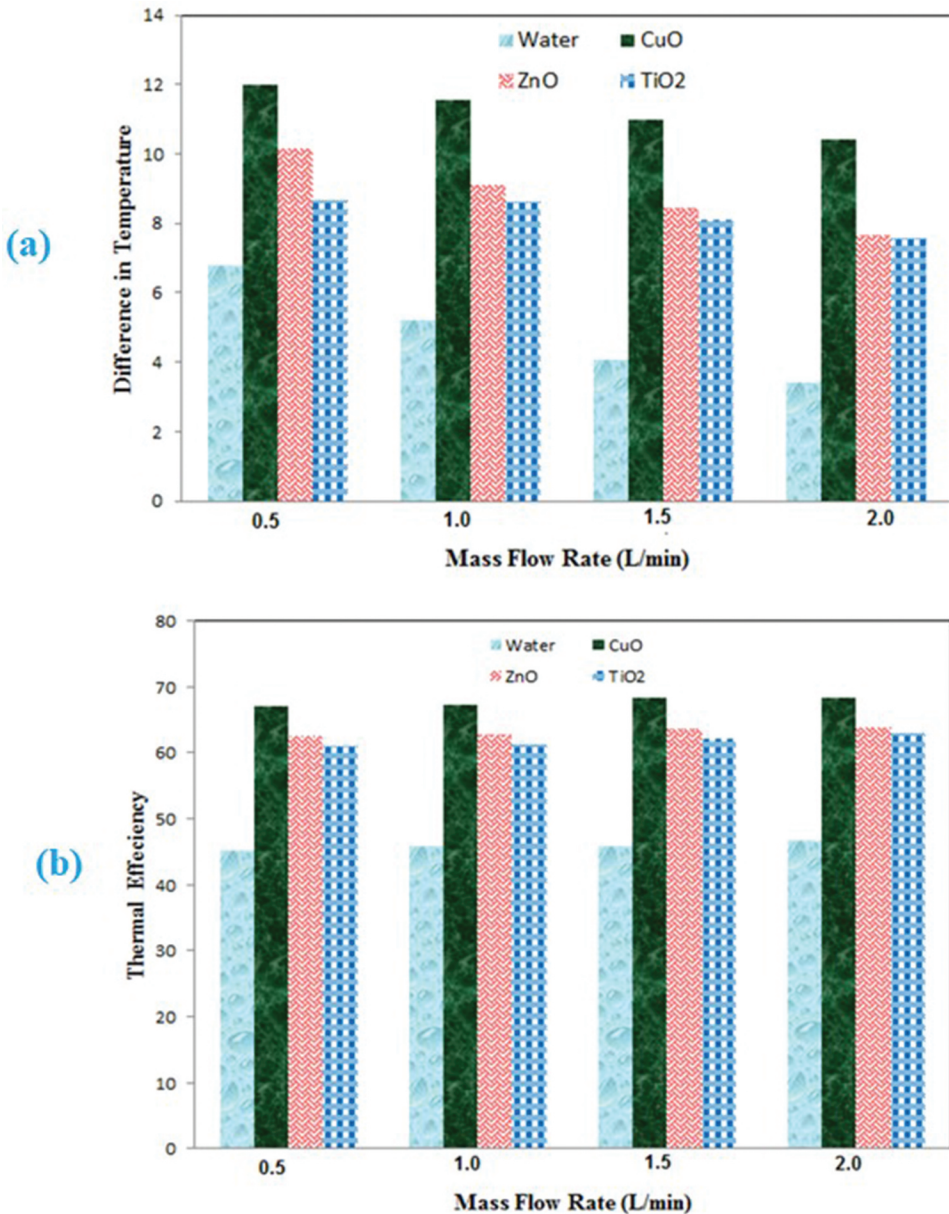 (a)
Difference in Temperature
14
12
10
8
6
4
2
0
Water CuO
ZnO TiO2
0.5 1.0 1.5 2.0
Mass Flow Rate (L/min)
(b)
Thermal Effeciency
80
70
60
50
40
30
20
10
0
Water CuO
ZnO TiO2
0.5 1.0 1.5 2.0
Mass Flow Rate (L/min)